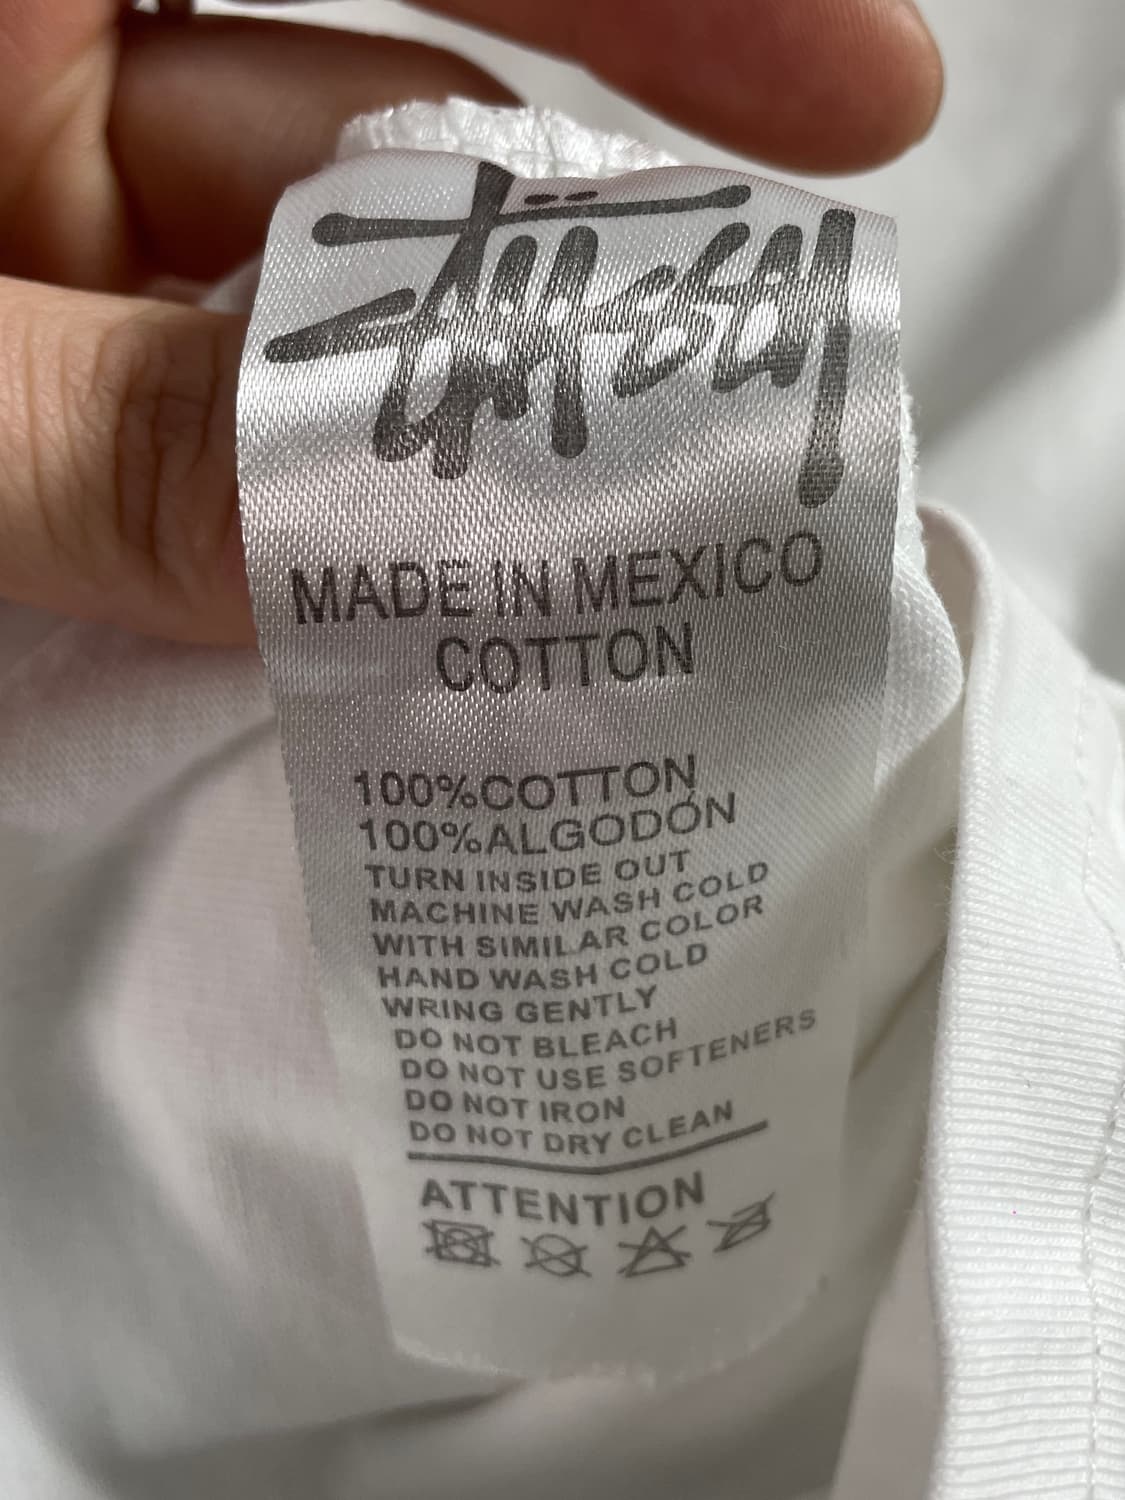 Stüssy
MADE IN MEXICO
COTTON
100%COTTON
100%ALGODÓN
TURN INSIDE OUT
MACHINE WASH COLD
WITH SIMILAR COLOR
HAND WASH COLD
WRING GENTLY
DO NOT BLEACH
DO NOT USE SOFTENERS
DO NOT IRON
DO NOT DRY CLEAN
ATTENTION